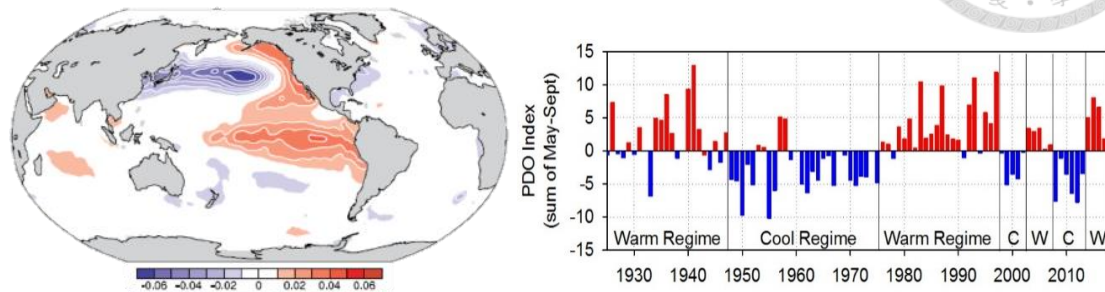 -0.06 -0.04 -0.02 0 0.02 0.04 0.06
PDO Index
(sum of May-Sept)
15
10
5
0
-5
-10
-15
Warm Regime Cool Regime Warm Regime C W C W
1930 1940 1950 1960 1970 1980 1990 2000 2010